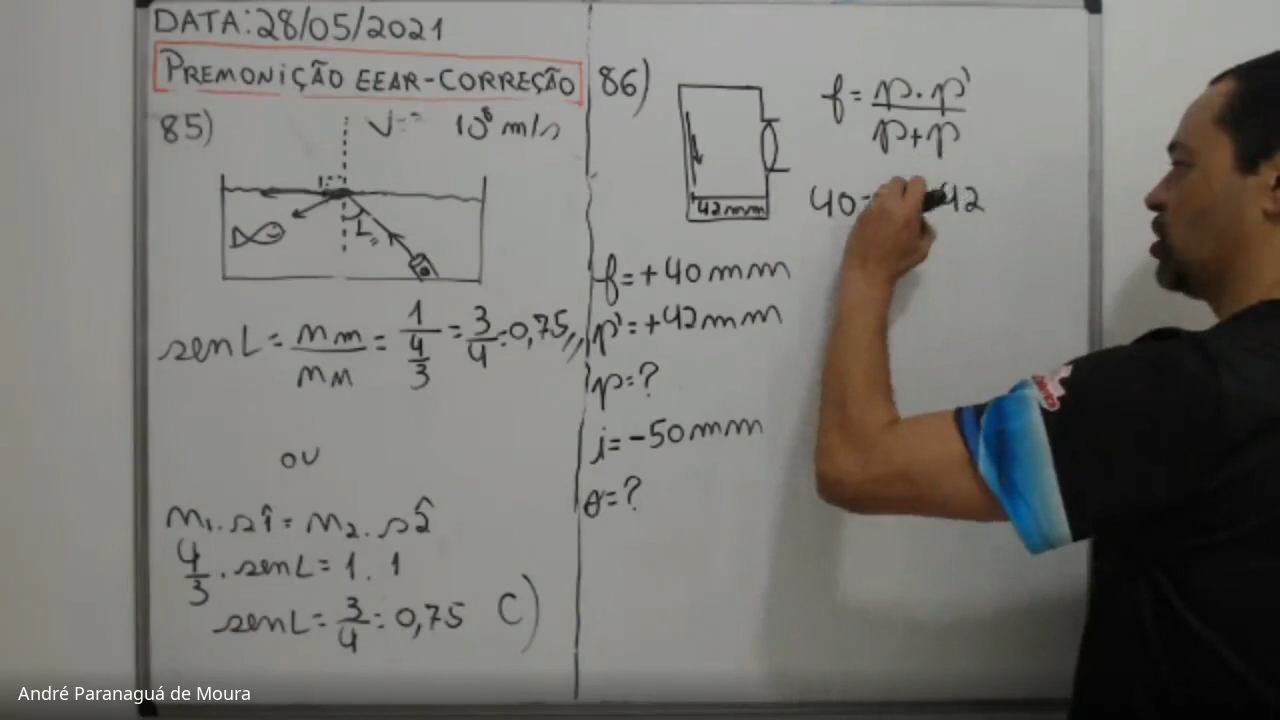 DATA:28/05/2021
PREMONIÇÃO EEAR-CORREÇÃO
85)
V= 10⁸ m/s
L
sen L = nm/nM = 1/(4/3) = 3/4 = 0,75
ou
n1. s î = n2. s 2̂
4/3 . sen L = 1 . 1
sen L = 3/4 = 0,75 C)
86)
42 mm
f = +40 mm
p' = +42 mm
p = ?
i = -50 mm
o = ?
f = p . p' / p + p
40 = 42
André Paranaguá de Moura